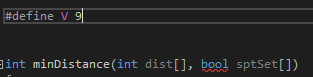 #define V 9
int minDistance(int dist[], bool sptSet[])